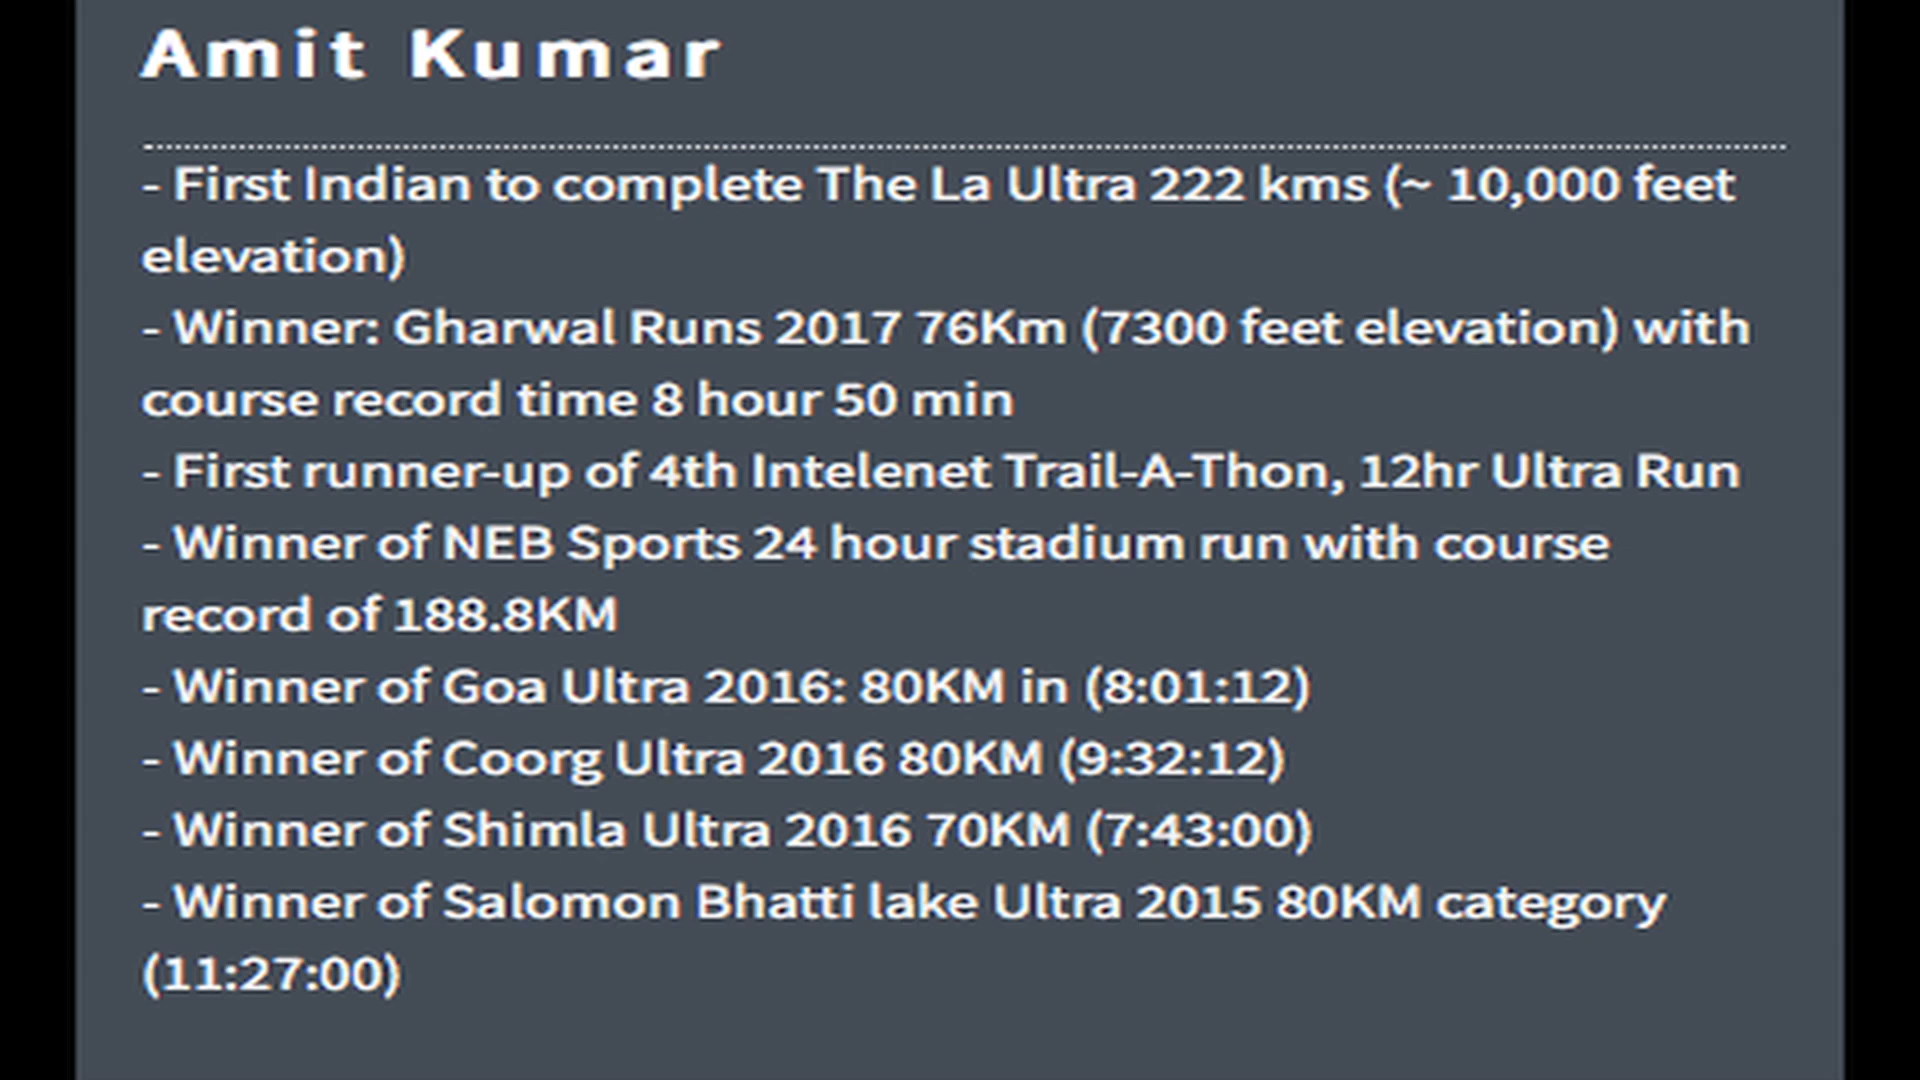 Amit Kumar
- First Indian to complete The La Ultra 222 kms (~ 10,000 feet
elevation)
- Winner: Gharwal Runs 2017 76Km (7300 feet elevation) with
course record time 8 hour 50 min
- First runner-up of 4th Intelenet Trail-A-Thon, 12hr Ultra Run
- Winner of NEB Sports 24 hour stadium run with course
record of 188.8KM
- Winner of Goa Ultra 2016: 80KM in (8:01:12)
- Winner of Coorg Ultra 2016 80KM (9:32:12)
- Winner of Shimla Ultra 2016 70KM (7:43:00)
- Winner of Salomon Bhatti lake Ultra 2015 80KM category
(11:27:00)